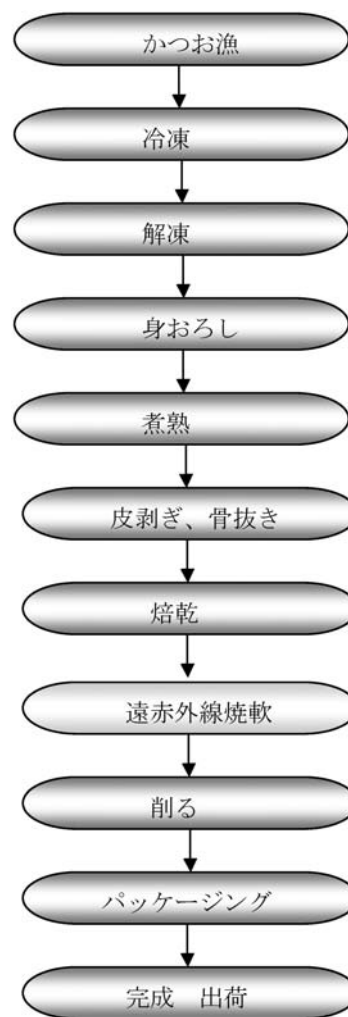 かつお漁
冷凍
解凍
身おろし
煮熟
皮剥ぎ、骨抜き
焙乾
遠赤外線焼軟
削る
パッケージング
完成　出荷